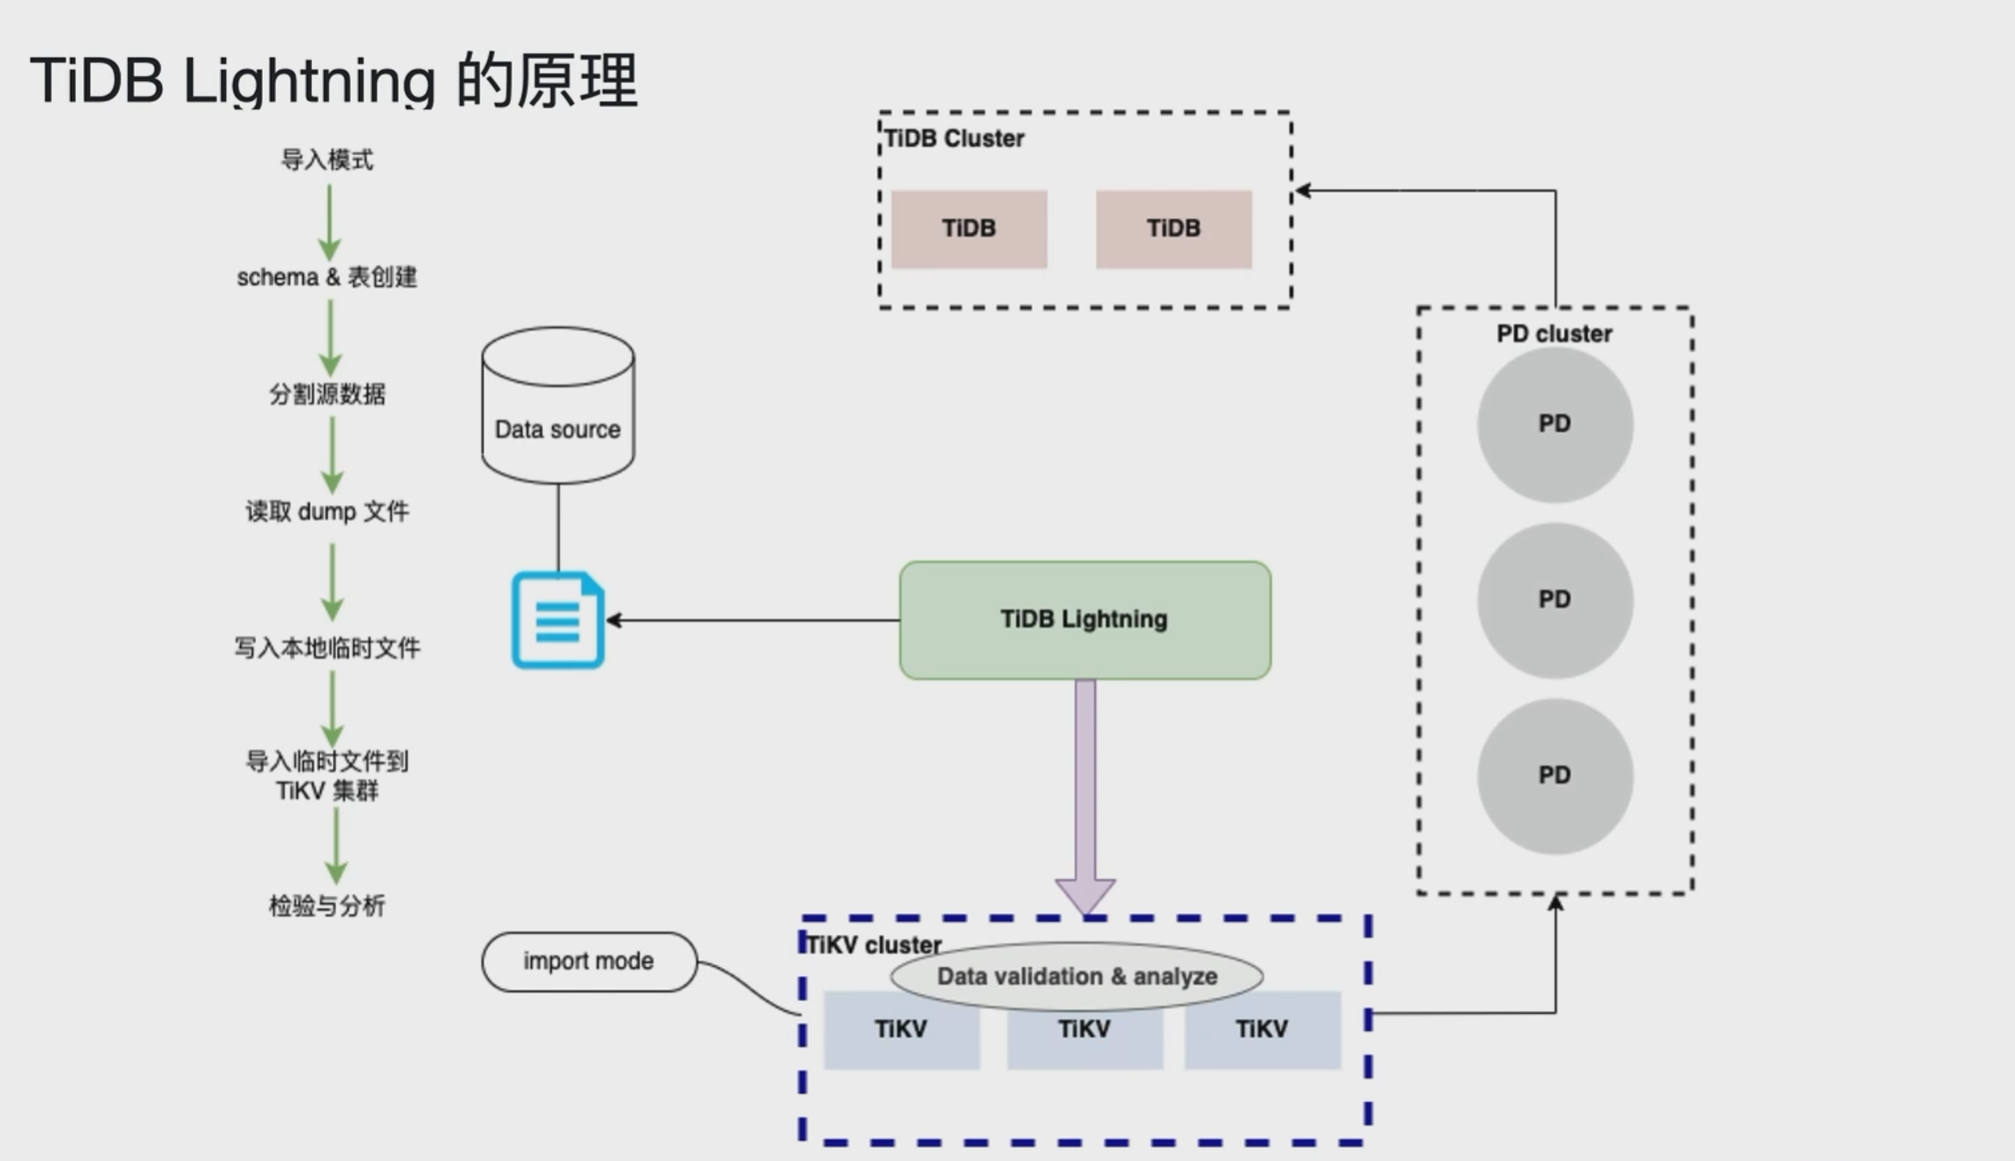 TiDB Lightning 的原理
导入模式
schema & 表创建
分割源数据
读取 dump 文件
写入本地临时文件
导入临时文件到
TiKV 集群
检验与分析
Data source
TiDB Cluster
TiDB
TiDB
TiDB Lightning
PD cluster
PD
PD
PD
import mode
TiKV cluster
Data validation & analyze
TiKV
TiKV
TiKV